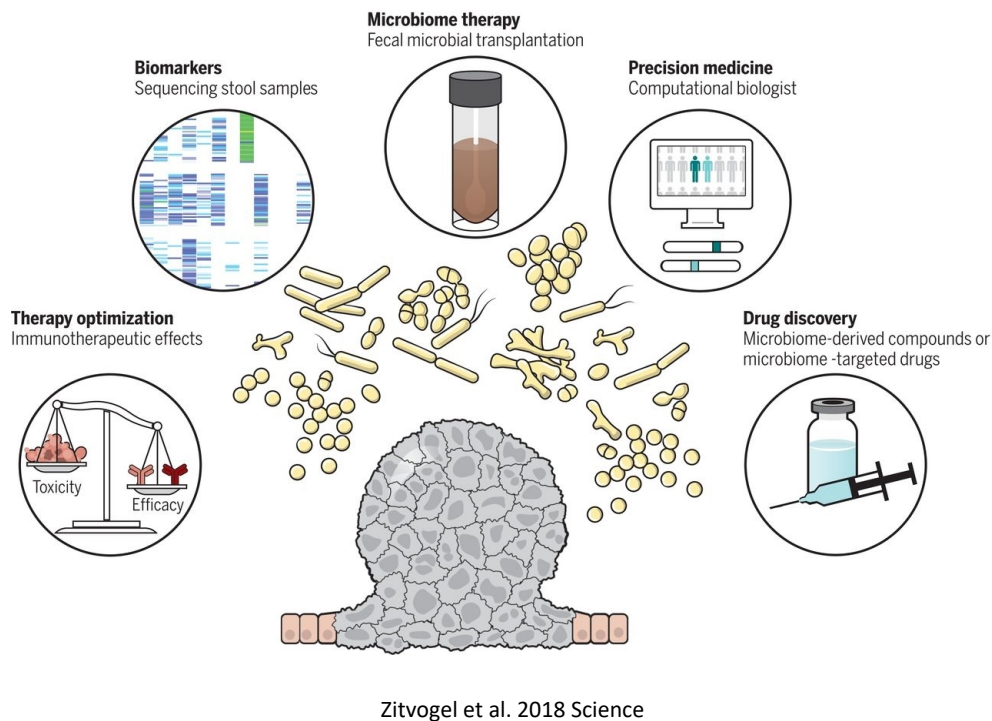 Microbiome therapy
Fecal microbial transplantation
Biomarkers
Sequencing stool samples
Precision medicine
Computational biologist
Therapy optimization
Immunotherapeutic effects
Toxicity
Efficacy
Drug discovery
Microbiome-derived compounds or
microbiome -targeted drugs
Zitvogel et al. 2018 Science